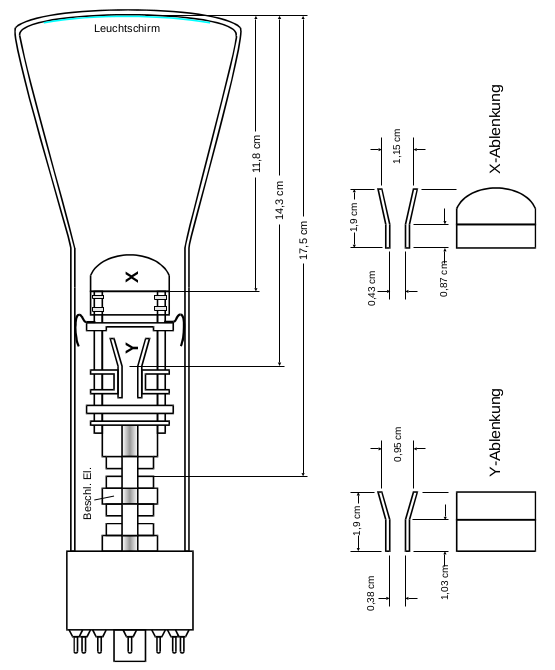 Leuchtschirm
11,8 cm
14,3 cm
17,5 cm
X
Y
Beschl. El.
X-Ablenkung
1,15 cm
1,9 cm
0,43 cm
0,87 cm
Y-Ablenkung
0,95 cm
1,9 cm
0,38 cm
1,03 cm